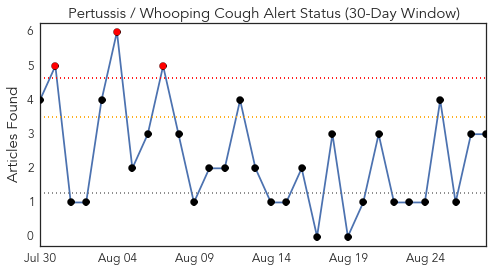 Pertussis / Whooping Cough Alert Status (30-Day Window)
Articles Found
6
5
4
3
2
1
0
Jul 30 Aug 04 Aug 09 Aug 14 Aug 19 Aug 24